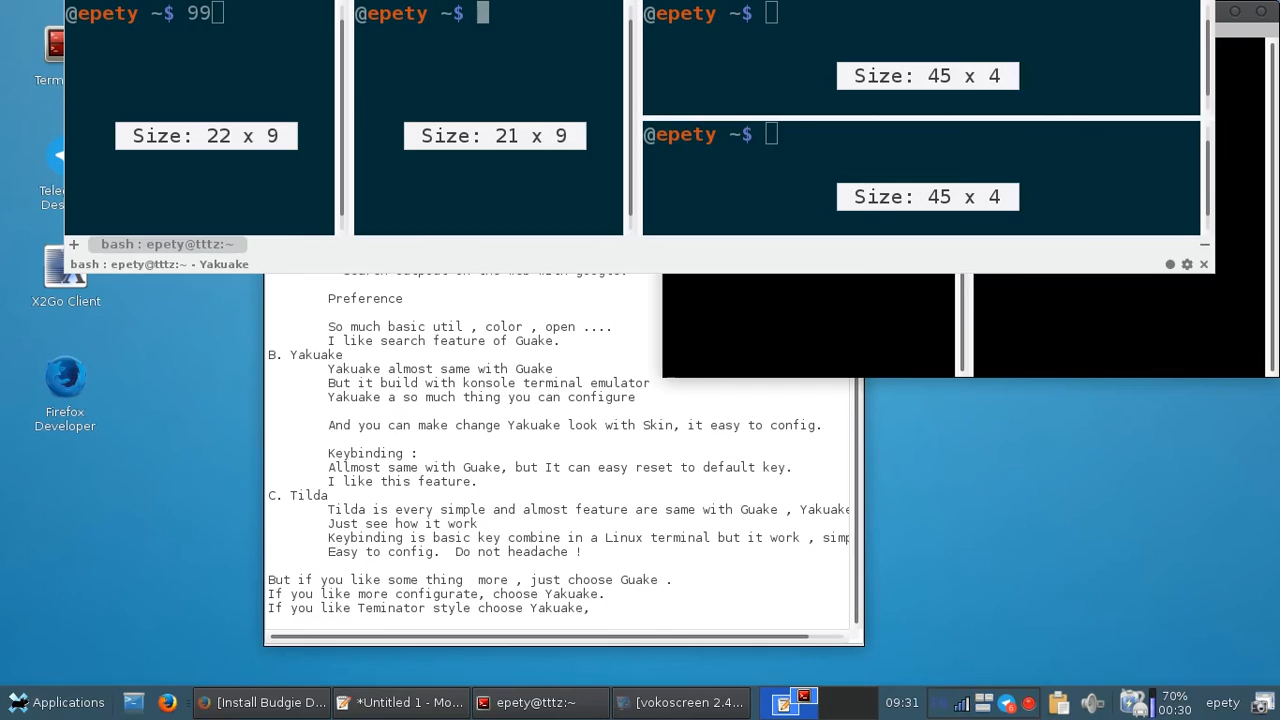 @epety ~$ 99
@epety ~$
@epety ~$
Size: 45 x 4
Size: 22 x 9
Size: 21 x 9
@epety ~$
Size: 45 x 4
bash : epety@tttz:~
bash : epety@tttz:~ - Yakuake
X2Go Client
Firefox
Developer
Preference
So much basic util , color , open ....
I like search feature of Guake.
B. Yakuake
Yakuake almost same with Guake
But it build with konsole terminal emulator
Yakuake a so much thing you can configure
And you can make change Yakuake look with Skin, it easy to config.
Keybinding :
Allmost same with Guake, but It can easy reset to default key.
I like this feature.
C. Tilda
Tilda is every simple and almost feature are same with Guake , Yakuake
Just see how it work
Keybinding is basic key combine in a Linux terminal but it work , simp
Easy to config.  Do not headache !
But if you like some thing  more , just choose Guake .
If you like more configurate, choose Yakuake.
If you like Teminator style choose Yakuake,
Applications
[Install Budgie D...
*Untitled 1 - Mo...
epety@tttz:~
[vokoscreen 2.4...
09:31
70%
00:30
epety